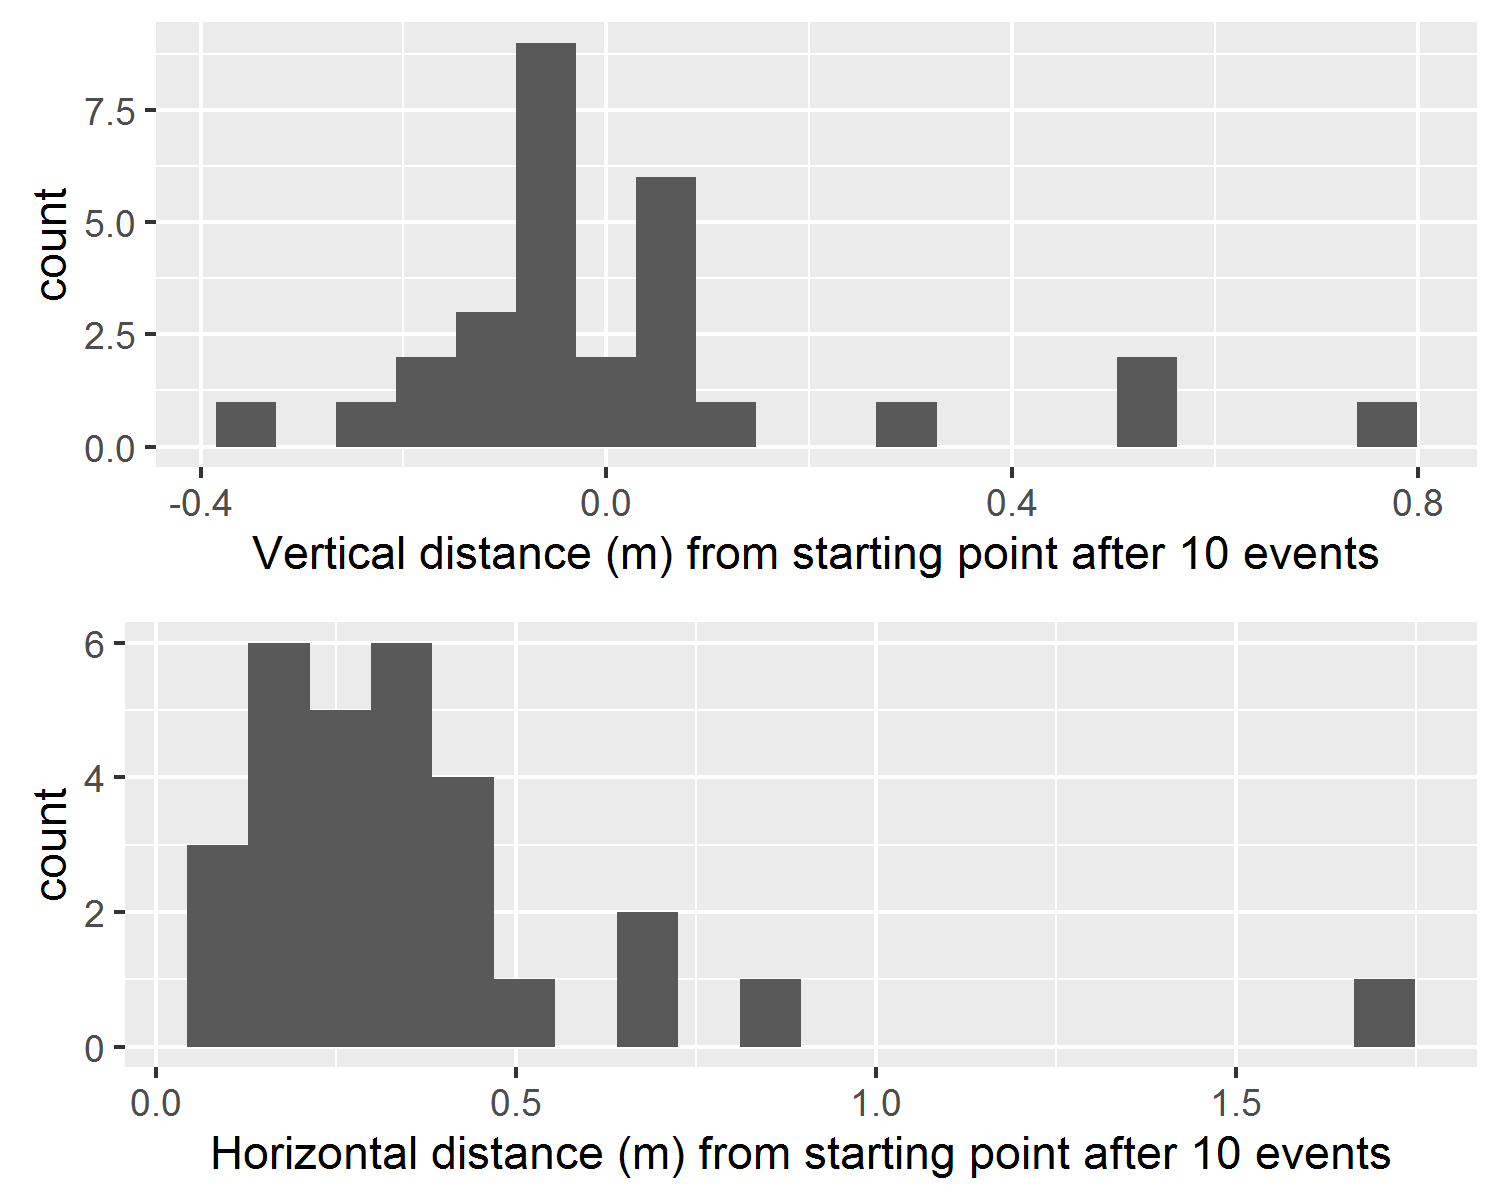 count
7.5
5.0
2.5
0.0
-0.4 0.0 0.4 0.8
Vertical distance (m) from starting point after 10 events
count
6
4
2
0
0.0 0.5 1.0 1.5
Horizontal distance (m) from starting point after 10 events